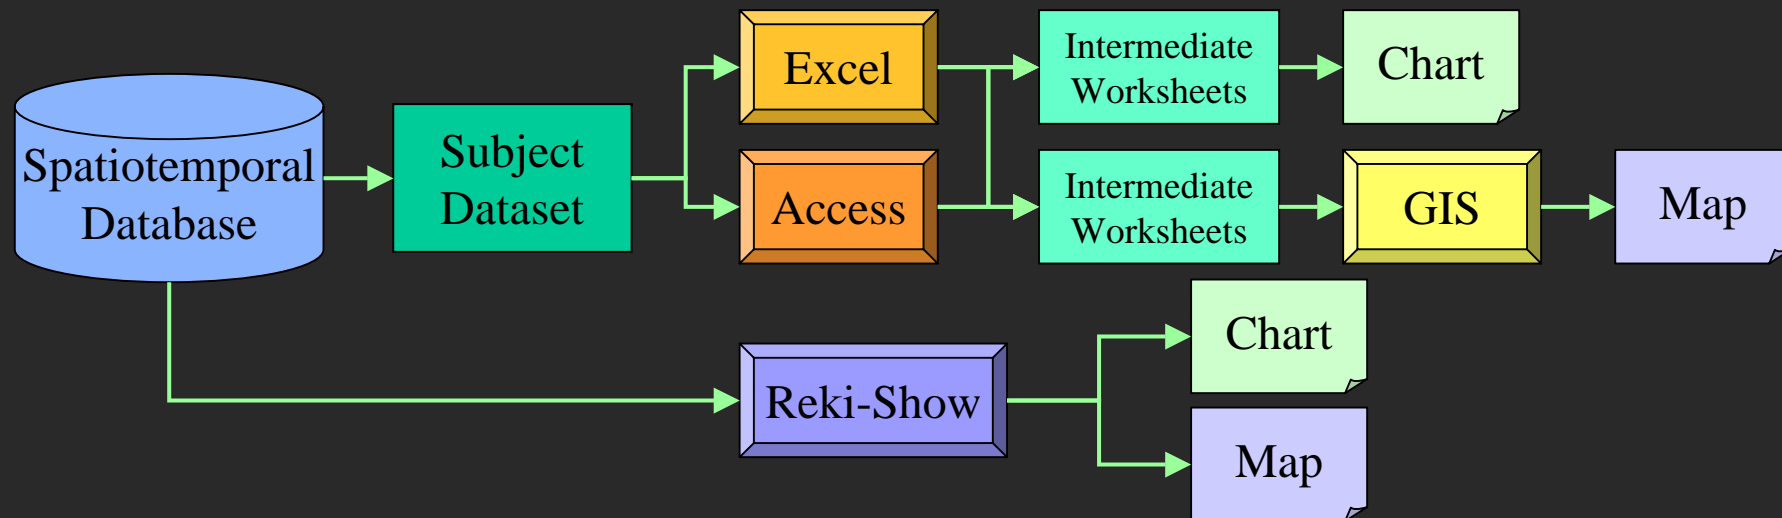 Spatiotemporal
Database
Subject
Dataset
Excel
Intermediate
Worksheets
Chart
Access
Intermediate
Worksheets
GIS
Map
Reki-Show
Chart
Map